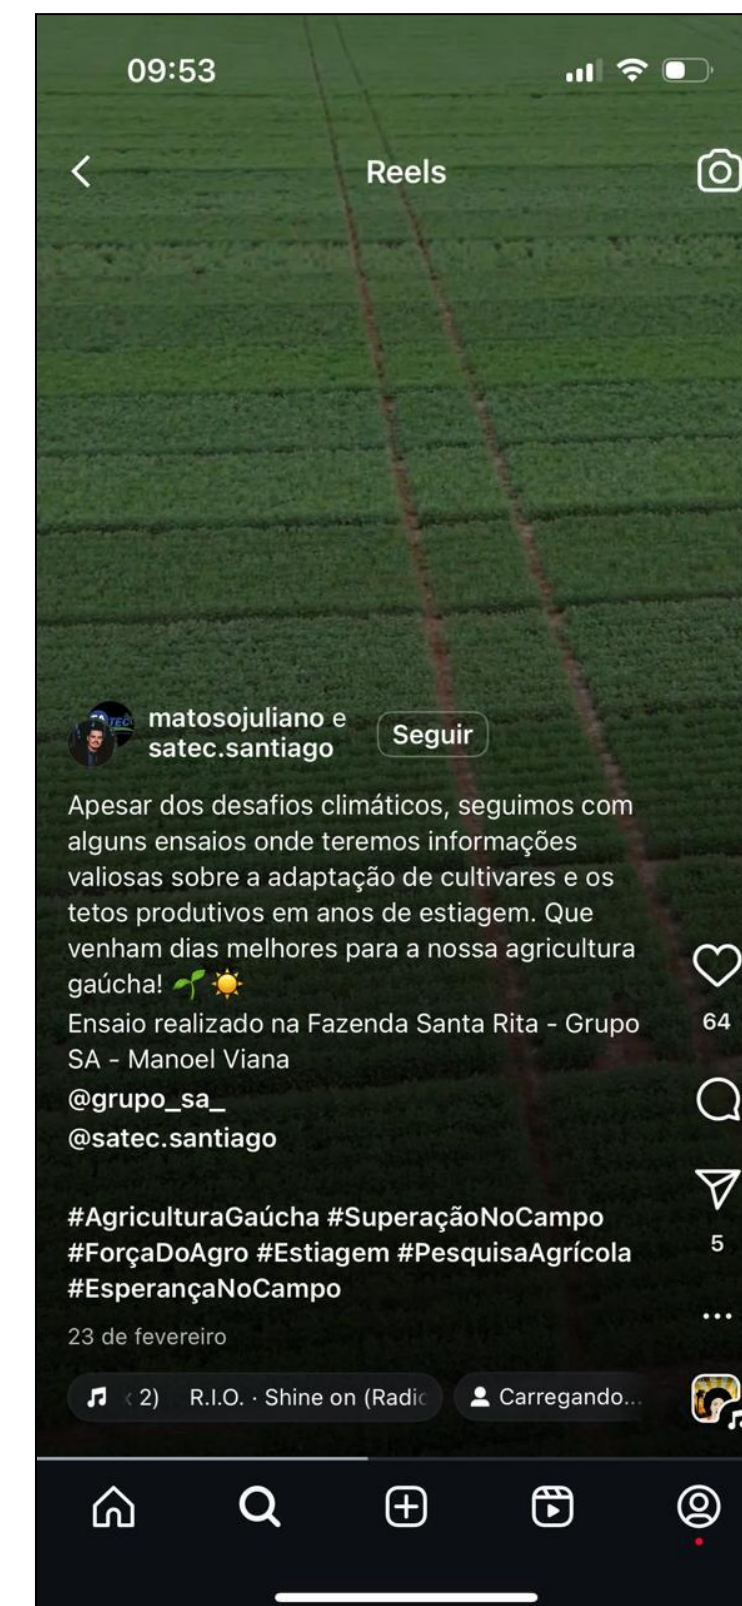 09:53
Reels
matosojuliano e
satec.santiago
Seguir
Apesar dos desafios climáticos, seguimos com
alguns ensaios onde teremos informações
valiosas sobre a adaptação de cultivares e os
tetos produtivos em anos de estiagem. Que
venham dias melhores para a nossa agricultura
gaúcha! 🌱☀️
Ensaio realizado na Fazenda Santa Rita - Grupo
SA - Manoel Viana
@grupo_sa_
@satec.santiago
#AgriculturaGaúcha #SuperaçãoNoCampo
#ForçaDoAgro #Estiagem #PesquisaAgrícola
#EsperançaNoCampo
64
5
23 de fevereiro
2) R.I.O. · Shine on (Radi
Carregando...